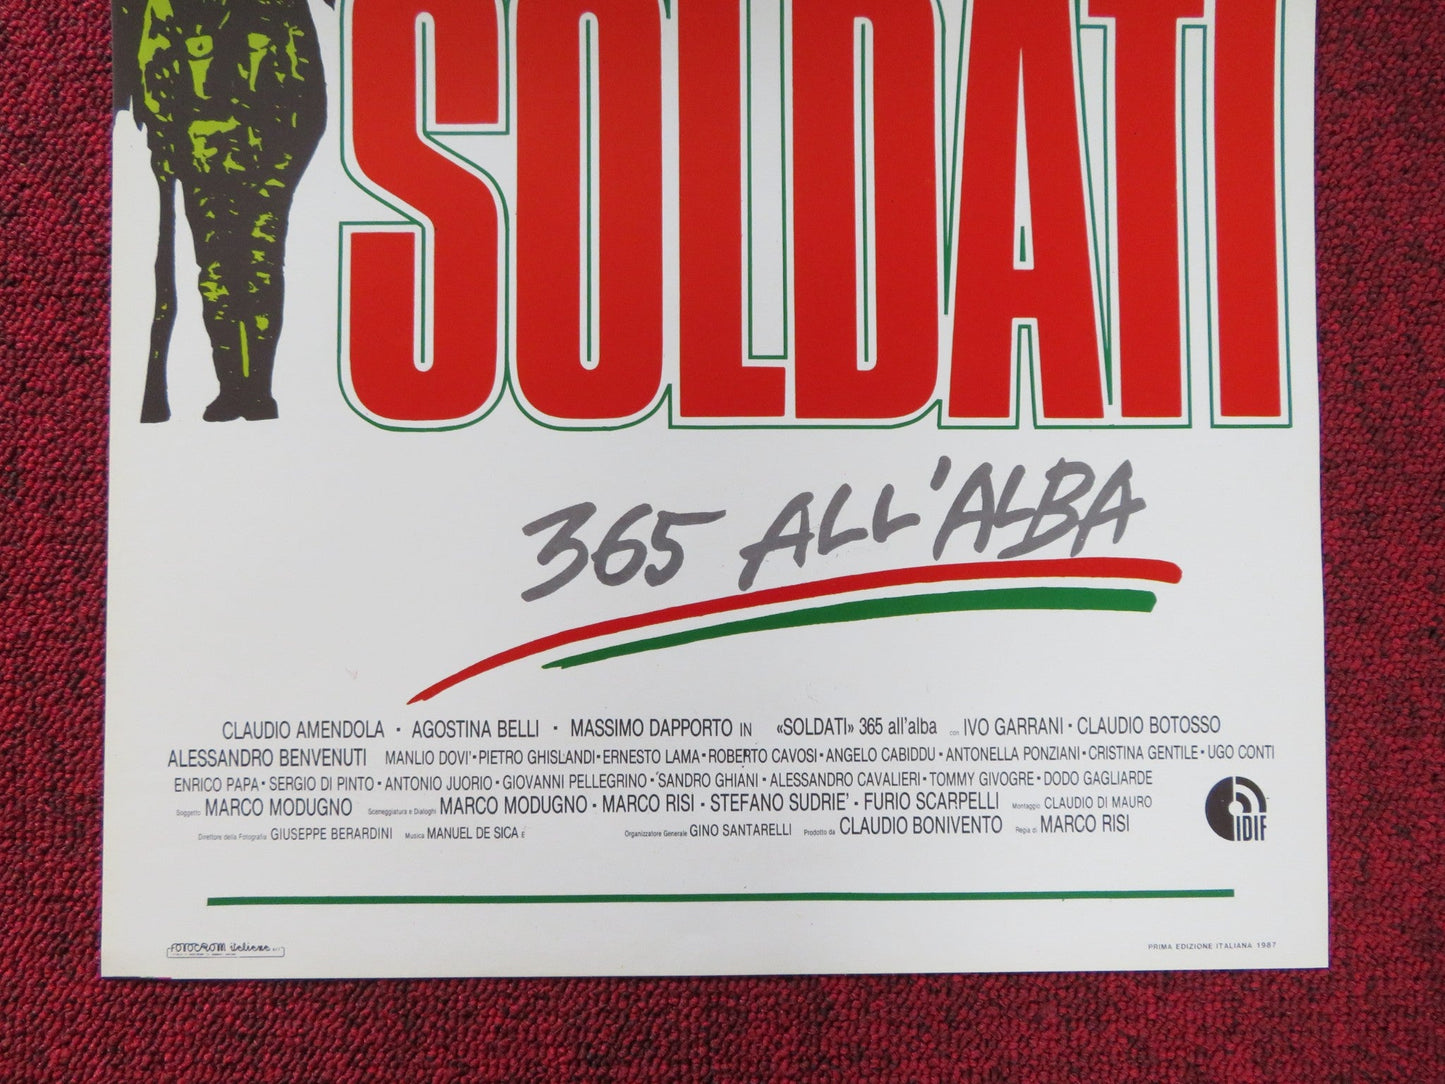 SOLDATI
365 ALL'ALBA
CLAUDIO AMENDOLA · AGOSTINA BELLI · MASSIMO DAPPORTO IN «SOLDATI» 365 all'alba con IVO GARRANI · CLAUDIO BOTOSSO
ALESSANDRO BENVENUTI MANLIO DOVI' · PIETRO GHISLANDI · ERNESTO LAMA · ROBERTO CAVOSI · ANGELO CABIDDU · ANTONELLA PONZIANI · CRISTINA GENTILE · UGO CONTI
ENRICO PAPA · SERGIO DI PINTO · ANTONIO JUORIO · GIOVANNI PELLEGRINO · SANDRO GHIANI · ALESSANDRO CAVALIERI · TOMMY GIVOGRE · DODO GAGLIARDE
Soggetto MARCO MODUGNO Sceneggiatura e Dialoghi MARCO MODUGNO · MARCO RISI · STEFANO SUDRIE' · FURIO SCARPELLI Montaggio CLAUDIO DI MAURO
Direttore della Fotografia GIUSEPPE BERARDINI Musica MANUEL DE SICA Organizzatore Generale GINO SANTARELLI Prodotto da CLAUDIO BONIVENTO Regia di MARCO RISI
IDIF
FOTOCROM italiana
PRIMA EDIZIONE ITALIANA 1987